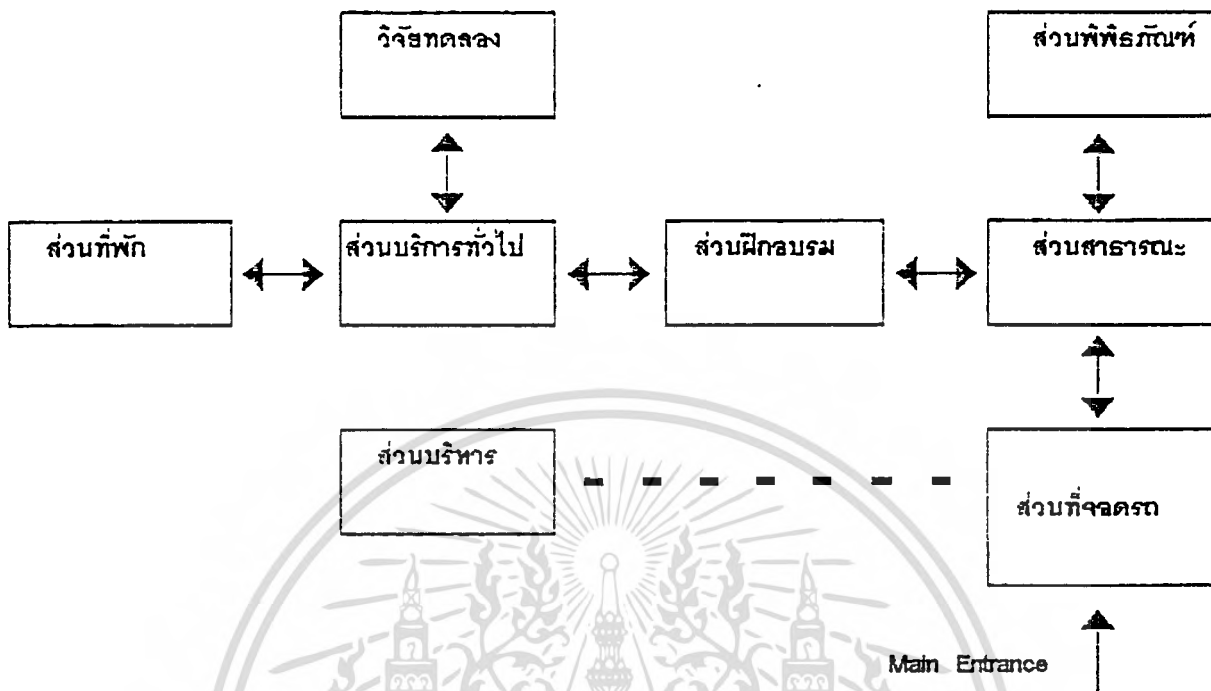 วิจัยทดลอง
ส่วนพิพิธภัณฑ์
ส่วนที่พัก
ส่วนบริการทั่วไป
ส่วนฝึกอบรม
ส่วนสาธารณะ
ส่วนบริหาร
ส่วนที่จอดรถ
Main Entrance